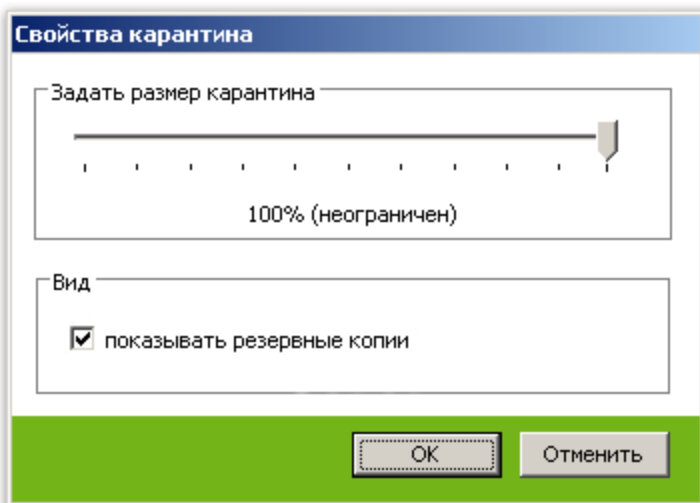 Свойства карантина
Задать размер карантина
100% (неограничен)
Вид
показывать резервные копии
OK
Отменить